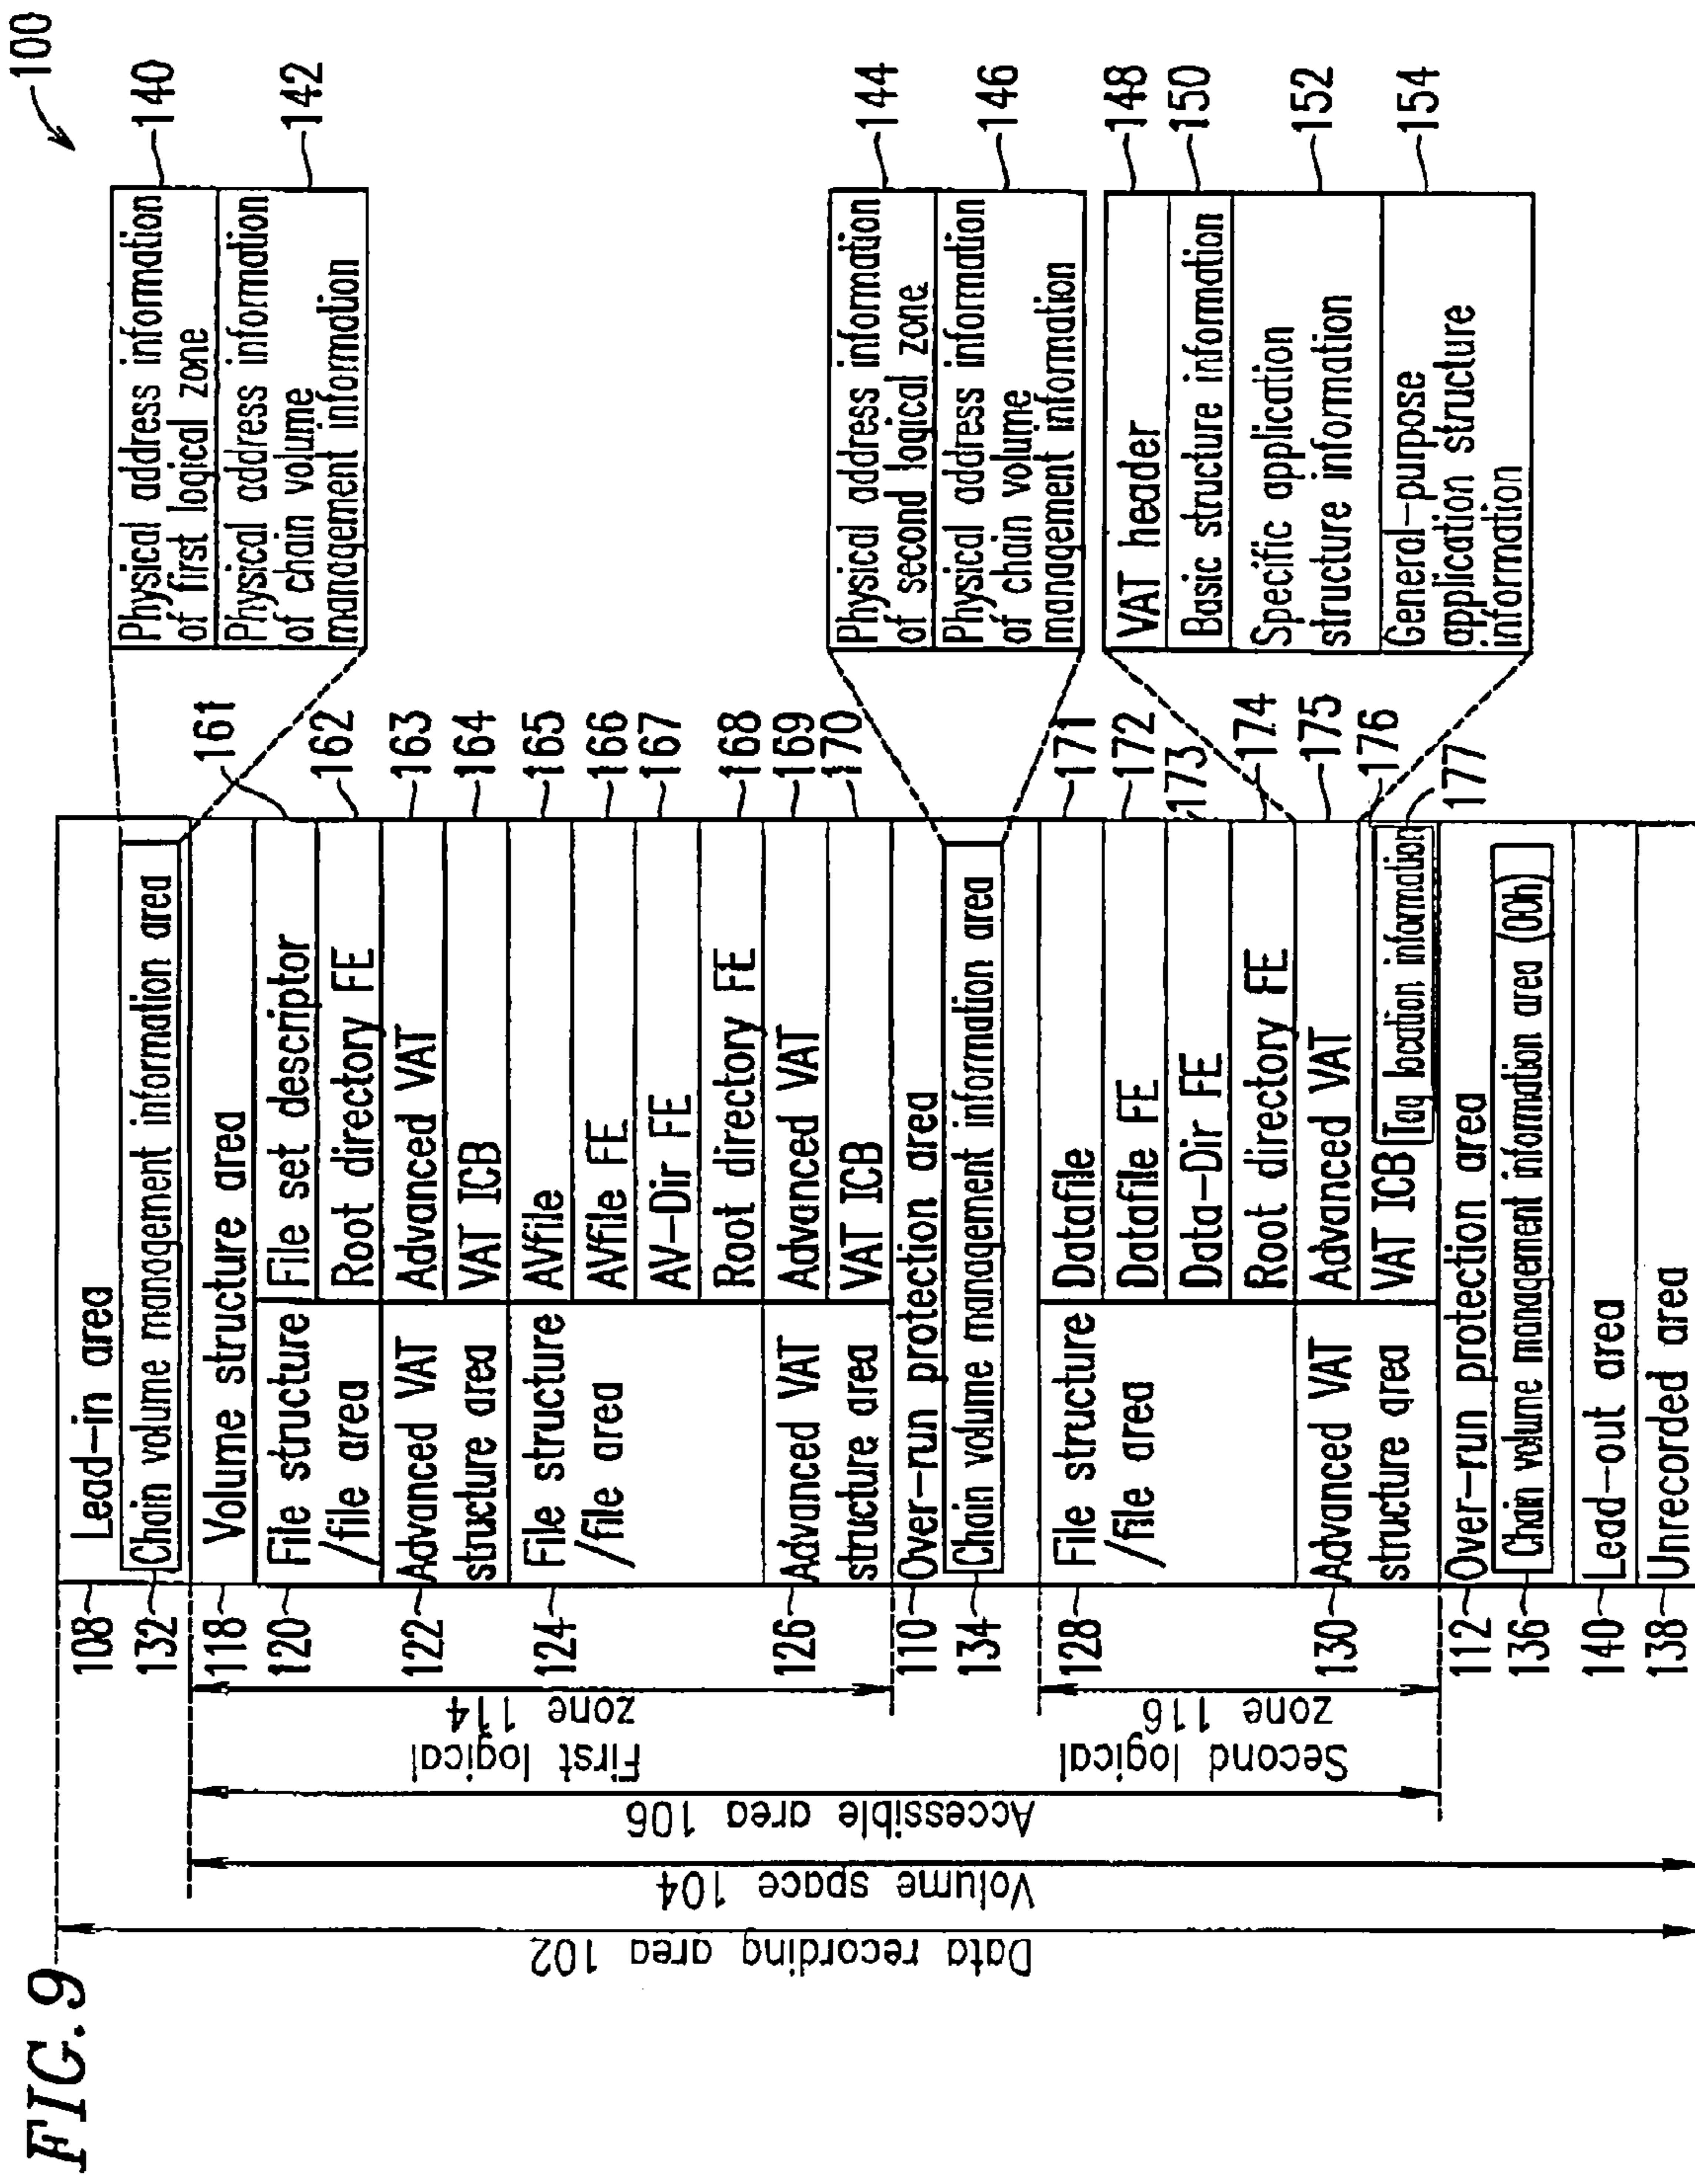 FIG. 9
100
Data recording area 102
Volume space 104
Accessible area 106
First logical
zone 114
Second logical
zone 116
108
Lead-in area
132
Chain volume management information area
118
Volume structure area
120
File structure
/file area
File set descriptor
161
Root directory FE
162
122
Advanced VAT
structure area
Advanced VAT
163
VAT ICB
164
124
File structure
/file area
AVfile
165
AVfile FE
166
AV-Dir FE
167
Root directory FE
168
126
Advanced VAT
structure area
Advanced VAT
169
VAT ICB
170
110
Over-run protection area
134
Chain volume management information area
128
File structure
/file area
Datafile
171
Datafile FE
172
Data-Dir FE
173
Root directory FE
174
130
Advanced VAT
structure area
Advanced VAT
175
VAT ICB
176
Tag location information
177
112
Over-run protection area
136
Chain volume management information area (00h)
140
Lead-out area
138
Unrecorded area
Physical address information
of first logical zone
140
Physical address information
of chain volume
management information
142
Physical address information
of second logical zone
144
Physical address information
of chain volume
management information
146
VAT header
148
Basic structure information
150
Specific application
structure information
152
General-purpose
application structure
information
154